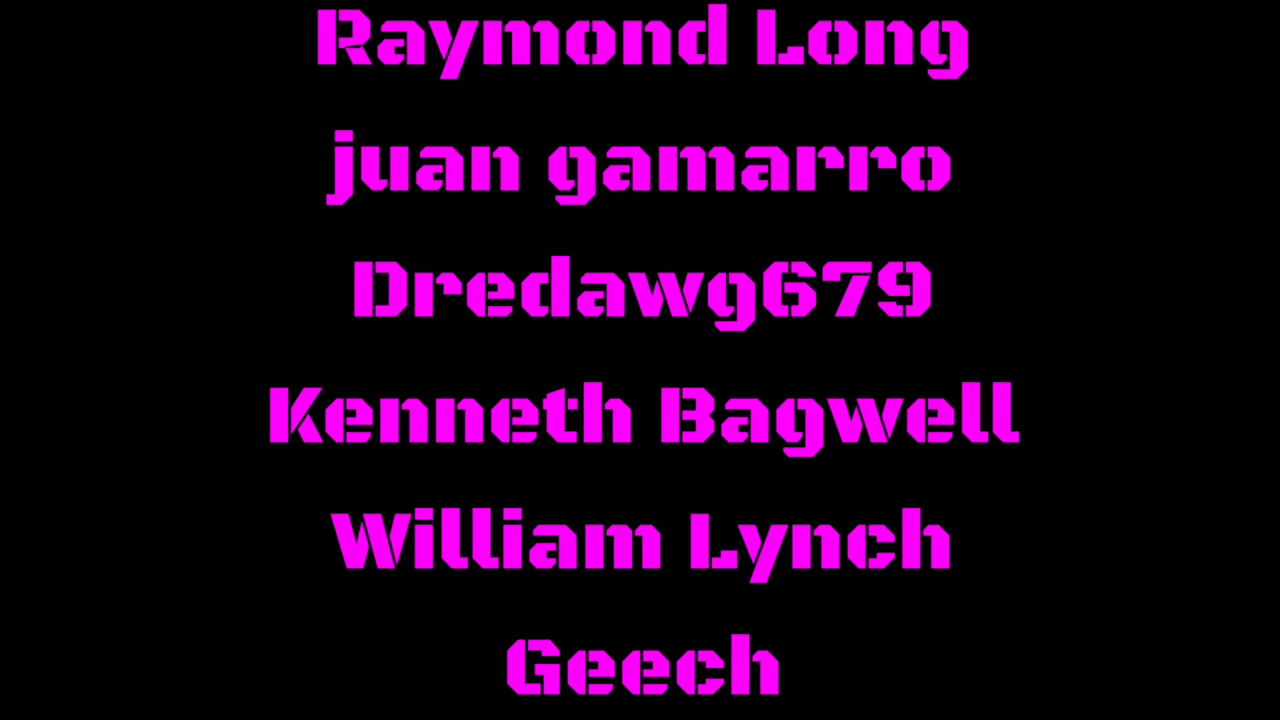 Raymond Long
juan gamarro
Dredawg679
Kenneth Bagwell
William Lynch
Geech